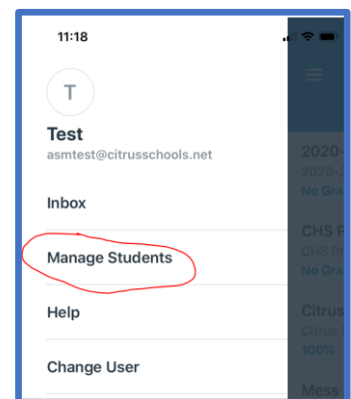 11:18
T
Test
asmtest@citrusschools.net
Inbox
Manage Students
Help
Change User
2020-
2020-2
No Gra
CHS P
CHS Pr
No Gra
Citrus
Citrus
100%
Mess